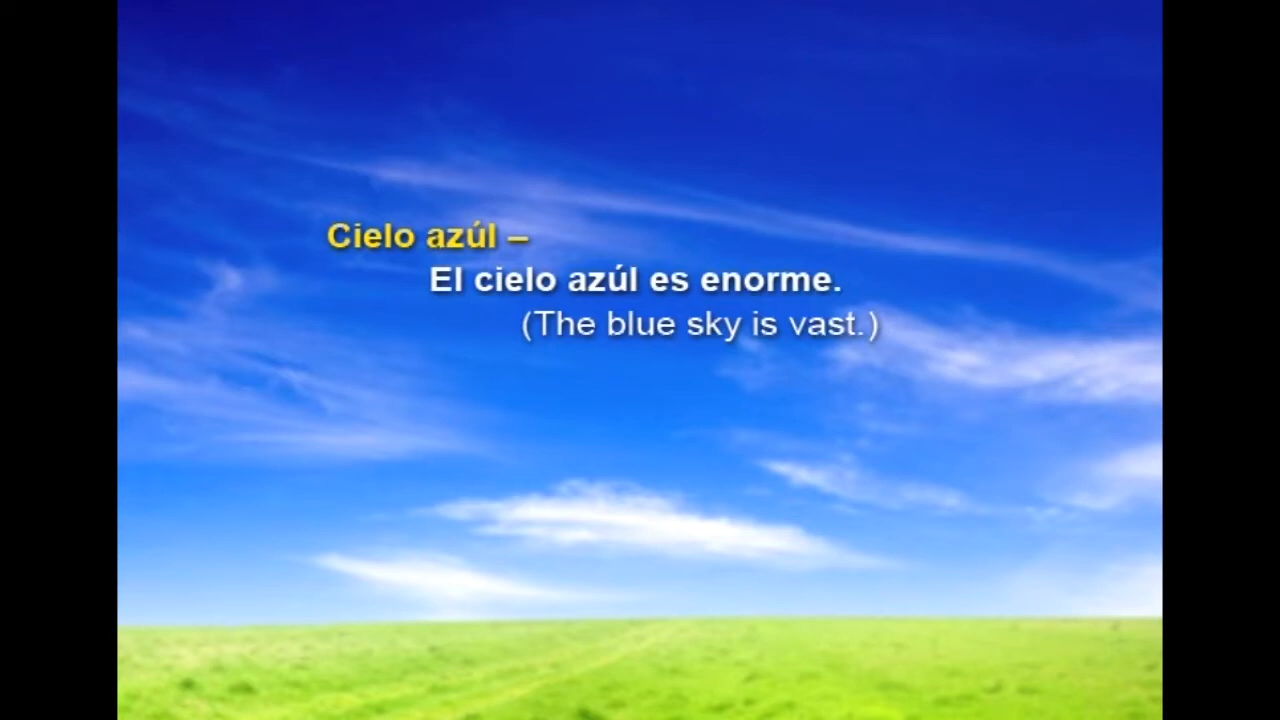 Cielo azúl –
El cielo azúl es enorme.
(The blue sky is vast.)